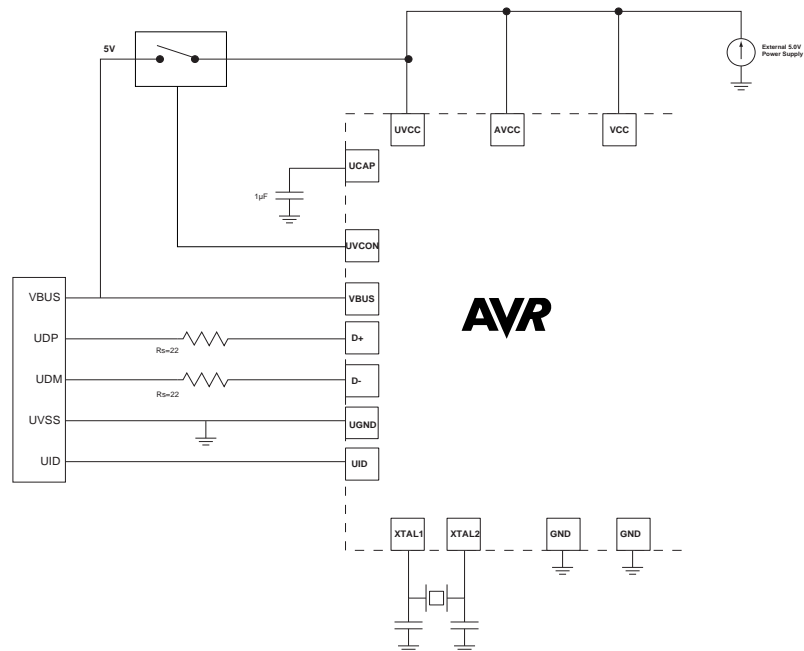 5V
External 5.0V
Power Supply
UVCC
AVCC
VCC
UCAP
1µF
UVCON
VBUS
VBUS
UDP
Rs=22
D+
UDM
Rs=22
D-
UVSS
UGND
UID
UID
AVR
XTAL1
XTAL2
GND
GND